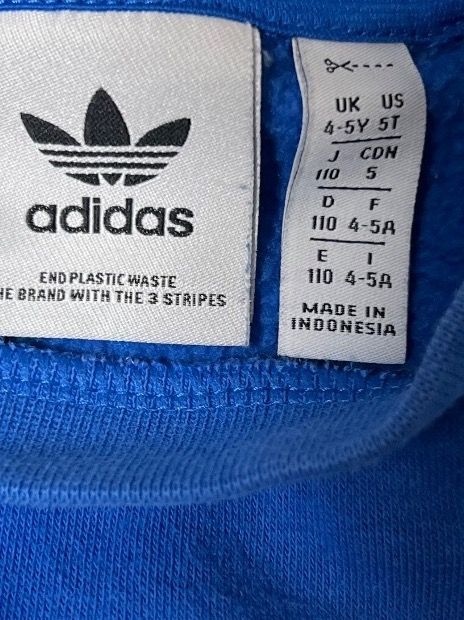 adidas
END PLASTIC WASTE
THE BRAND WITH THE 3 STRIPES
UK US
4-5Y 5T
J CDN
110 5
D F
110 4-5A
E I
110 4-5A
MADE IN
INDONESIA